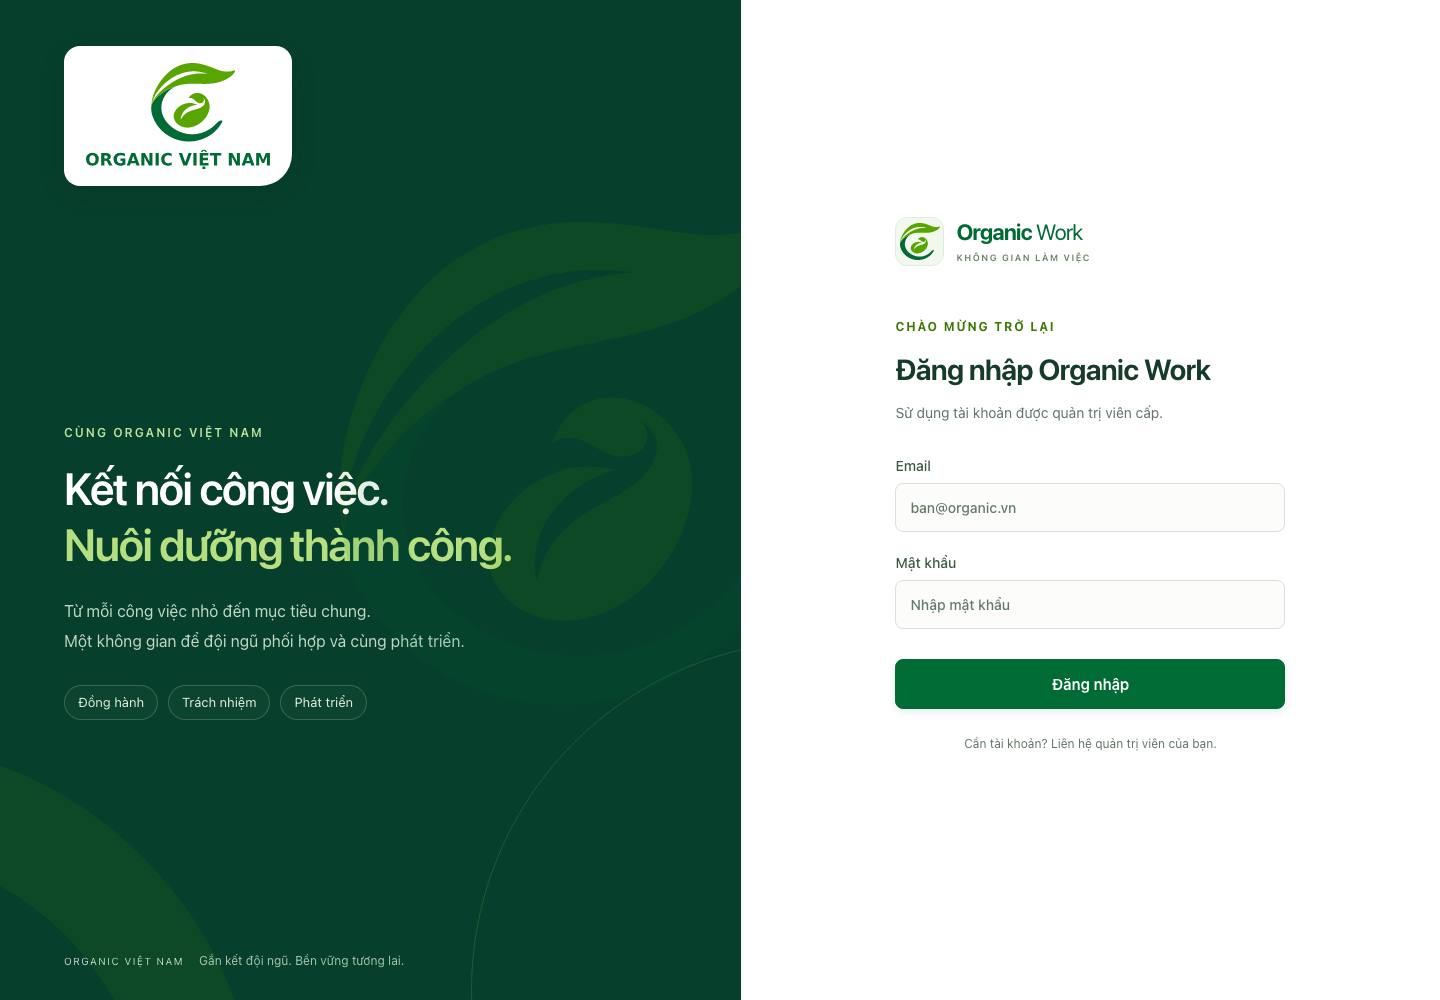 ORGANIC VIỆT NAM
CÙNG ORGANIC VIỆT NAM
Kết nối công việc.
Nuôi dưỡng thành công.
Từ mỗi công việc nhỏ đến mục tiêu chung.
Một không gian để đội ngũ phối hợp và cùng phát triển.
Đồng hành
Trách nhiệm
Phát triển
ORGANIC VIỆT NAM
Gắn kết đội ngũ. Bền vững tương lai.
Organic Work
KHÔNG GIAN LÀM VIỆC
CHÀO MỪNG TRỞ LẠI
Đăng nhập Organic Work
Sử dụng tài khoản được quản trị viên cấp.
Email
ban@organic.vn
Mật khẩu
Nhập mật khẩu
Đăng nhập
Cần tài khoản? Liên hệ quản trị viên của bạn.